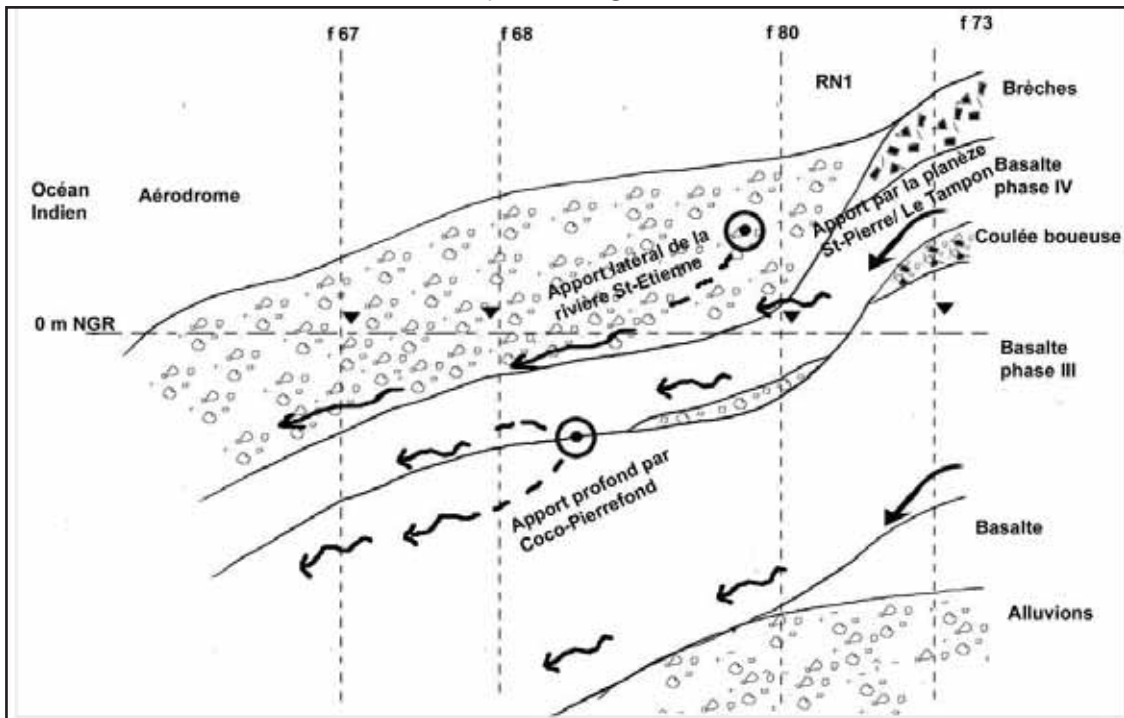 f 67
f 68
f 80
f 73
RN1
Brèches
Basalte
phase IV
Océan
Indien
Aérodrome
Apport par la planèze
St-Pierre/ Le Tampon
Coulée boueuse
Apport latéral de la
rivière St-Etienne
0 m NGR
Basalte
phase III
Apport profond par
Coco-Pierrefond
Basalte
Alluvions